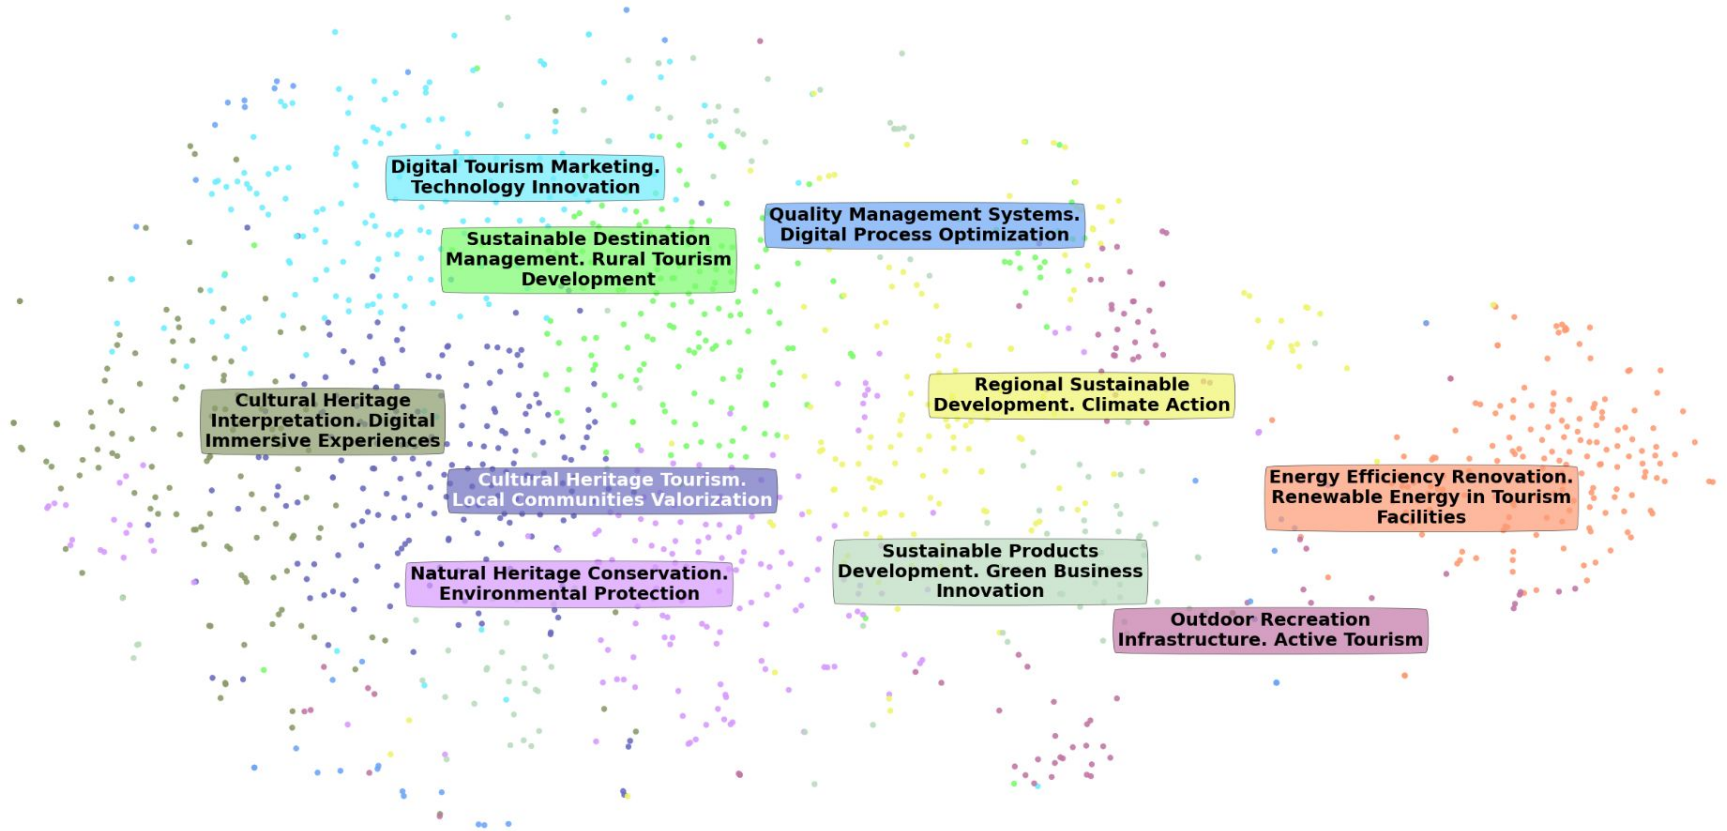 Digital Tourism Marketing.
Technology Innovation
Quality Management Systems.
Digital Process Optimization
Sustainable Destination
Management. Rural Tourism
Development
Regional Sustainable
Development. Climate Action
Cultural Heritage
Interpretation. Digital
Immersive Experiences
Cultural Heritage Tourism.
Local Communities Valorization
Energy Efficiency Renovation.
Renewable Energy in Tourism
Facilities
Sustainable Products
Development. Green Business
Innovation
Natural Heritage Conservation.
Environmental Protection
Outdoor Recreation
Infrastructure. Active Tourism